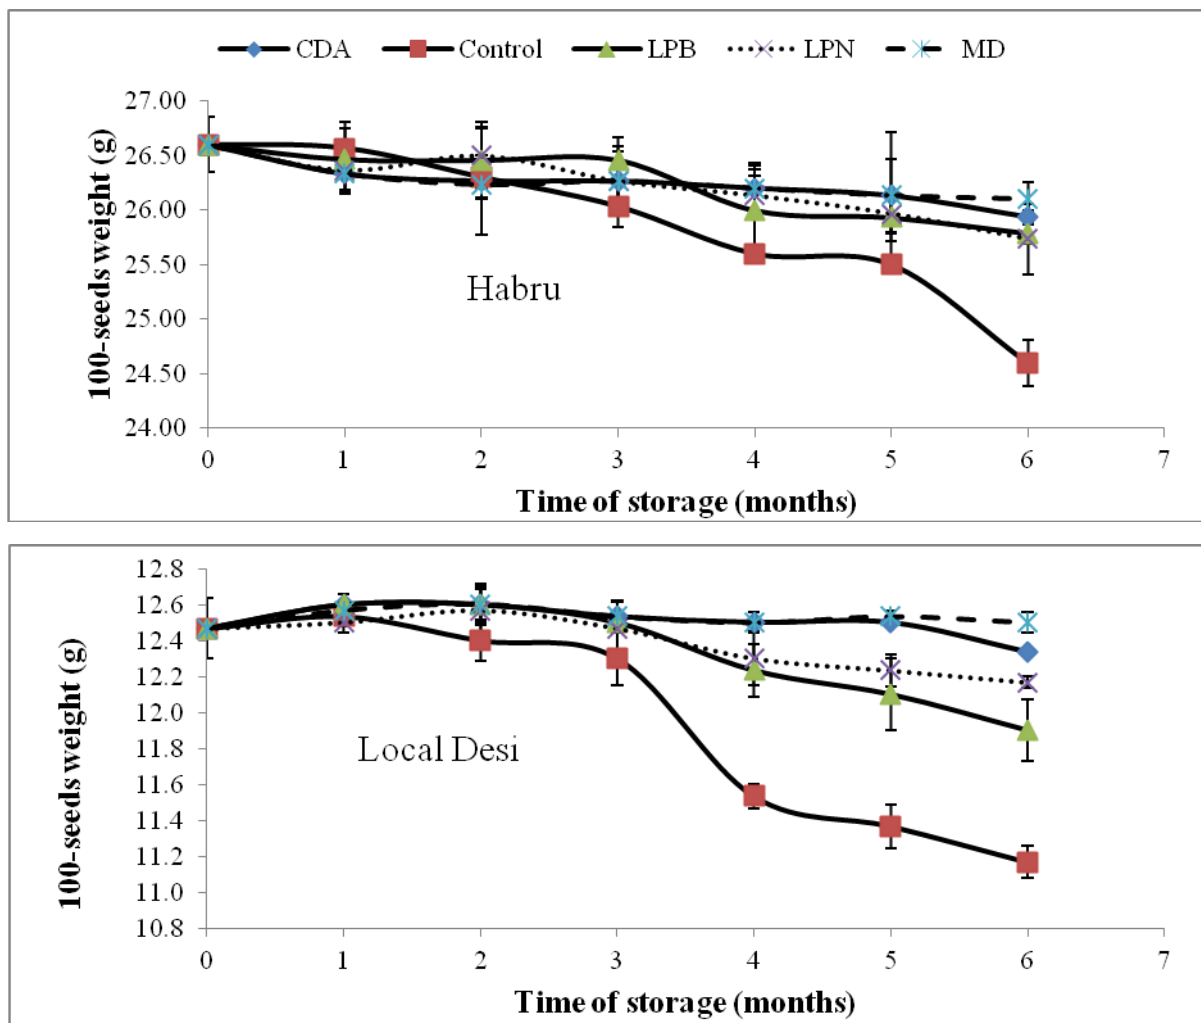 CDA Control LPB LPN MD
27.00
26.50
26.00
25.50
25.00
24.50
24.00
100-seeds weight (g)
Habru
0 1 2 3 4 5 6 7
Time of storage (months)
12.8
12.6
12.4
12.2
12.0
11.8
11.6
11.4
11.2
11.0
10.8
100-seeds weight (g)
Local Desi
0 1 2 3 4 5 6 7
Time of storage (months)